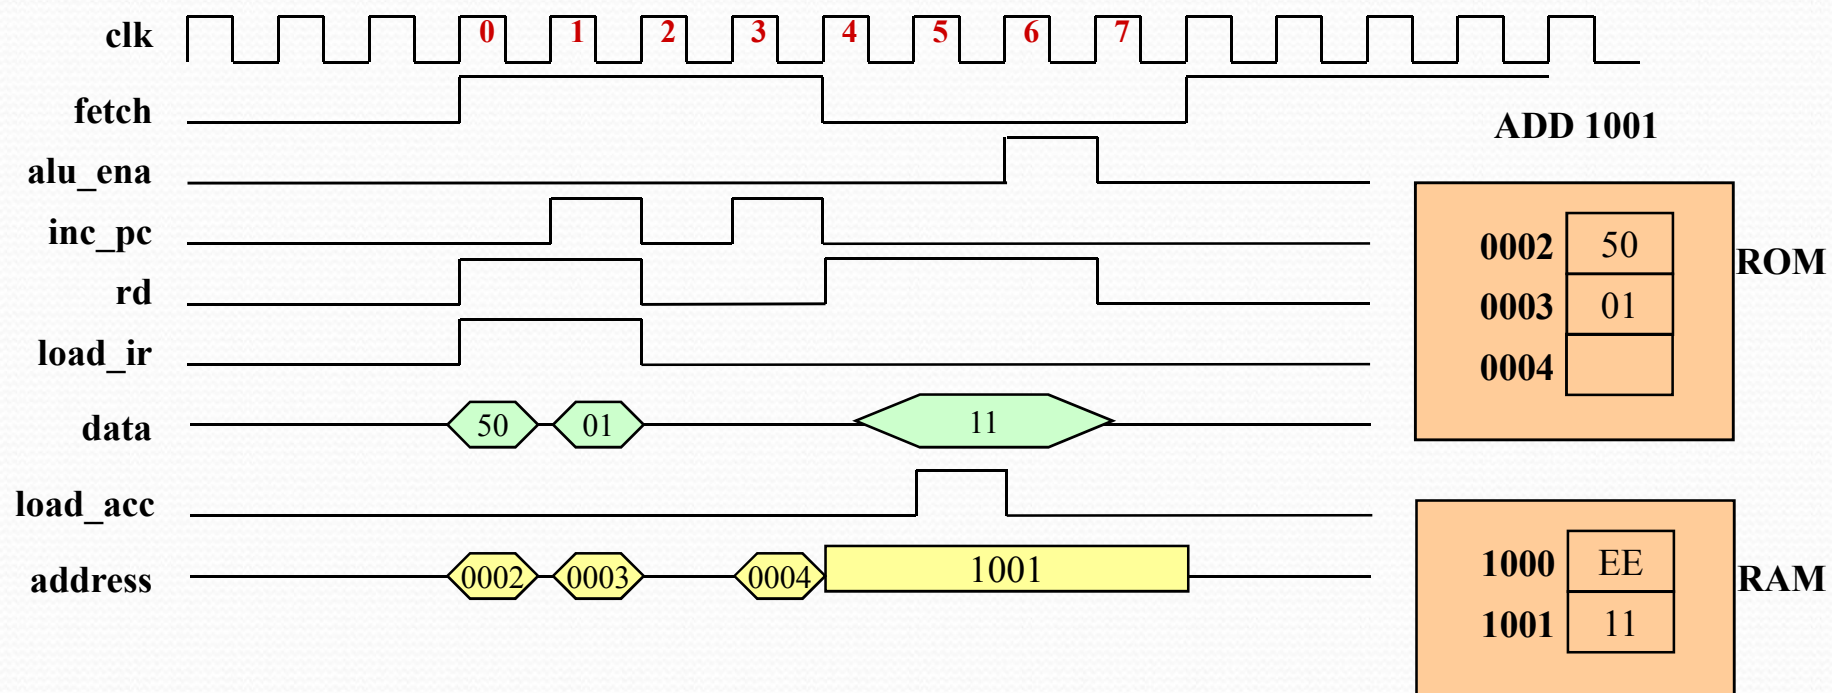 clk 0 1 2 3 4 5 6 7
fetch
ADD 1001
alu_ena
inc_pc
0002 50
ROM
rd
0003 01
load_ir
0004
data 50 01 11
load_acc
1000 EE
address 0002 0003 0004 1001
RAM
1001 11